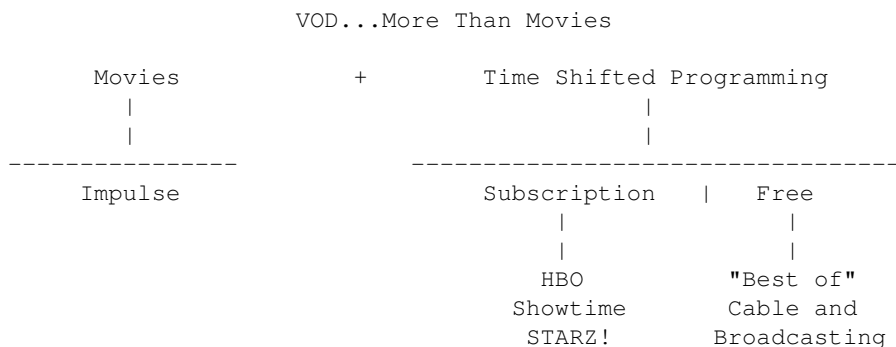 VOD...More Than Movies
Movies + Time Shifted Programming
Impulse Subscription | Free
HBO "Best of"
Showtime Cable and
STARZ! Broadcasting